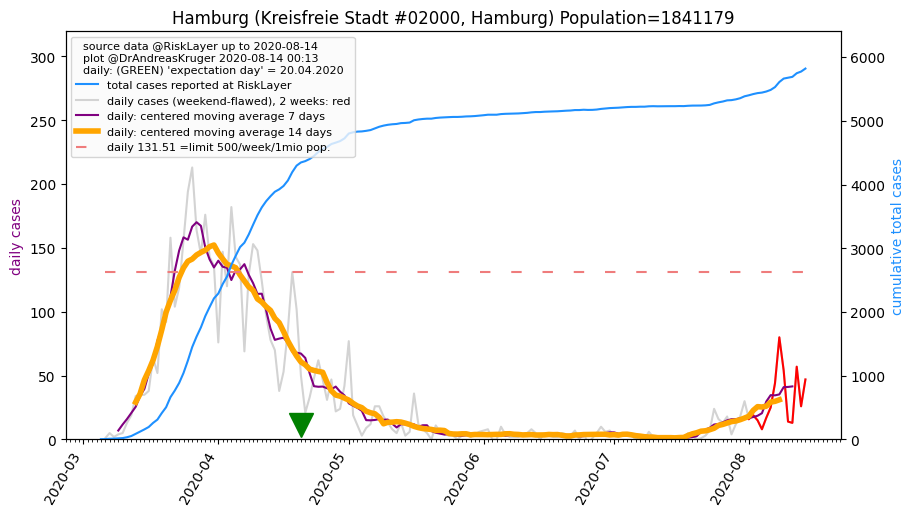 Hamburg (Kreisfreie Stadt #02000, Hamburg) Population=1841179
source data @RiskLayer up to 2020-08-14
plot @DrAndreasKruger 2020-08-14 00:13
daily: (GREEN) 'expectation day' = 20.04.2020
total cases reported at RiskLayer
daily cases (weekend-flawed), 2 weeks: red
daily: centered moving average 7 days
daily: centered moving average 14 days
daily 131.51 =limit 500/week/1mio pop.
daily cases
300
250
200
150
100
50
0
6000
5000
4000
3000
2000
1000
0
cumulative total cases
2020-03
2020-04
2020-05
2020-06
2020-07
2020-08